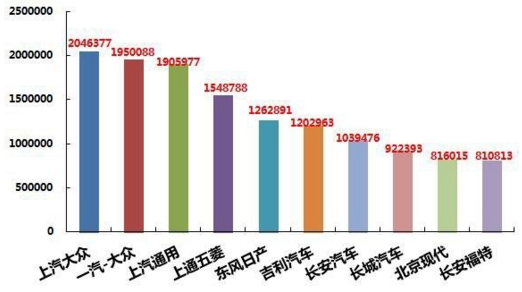 2500000
2000000
1500000
1000000
500000
0
2046377
1950088
1905977
1548788
1262891
1202963
1039476
922393
816015
810813
上汽大众
一汽-大众
上汽通用
上通五菱
东风日产
吉利汽车
长安汽车
长城汽车
北京现代
长安福特